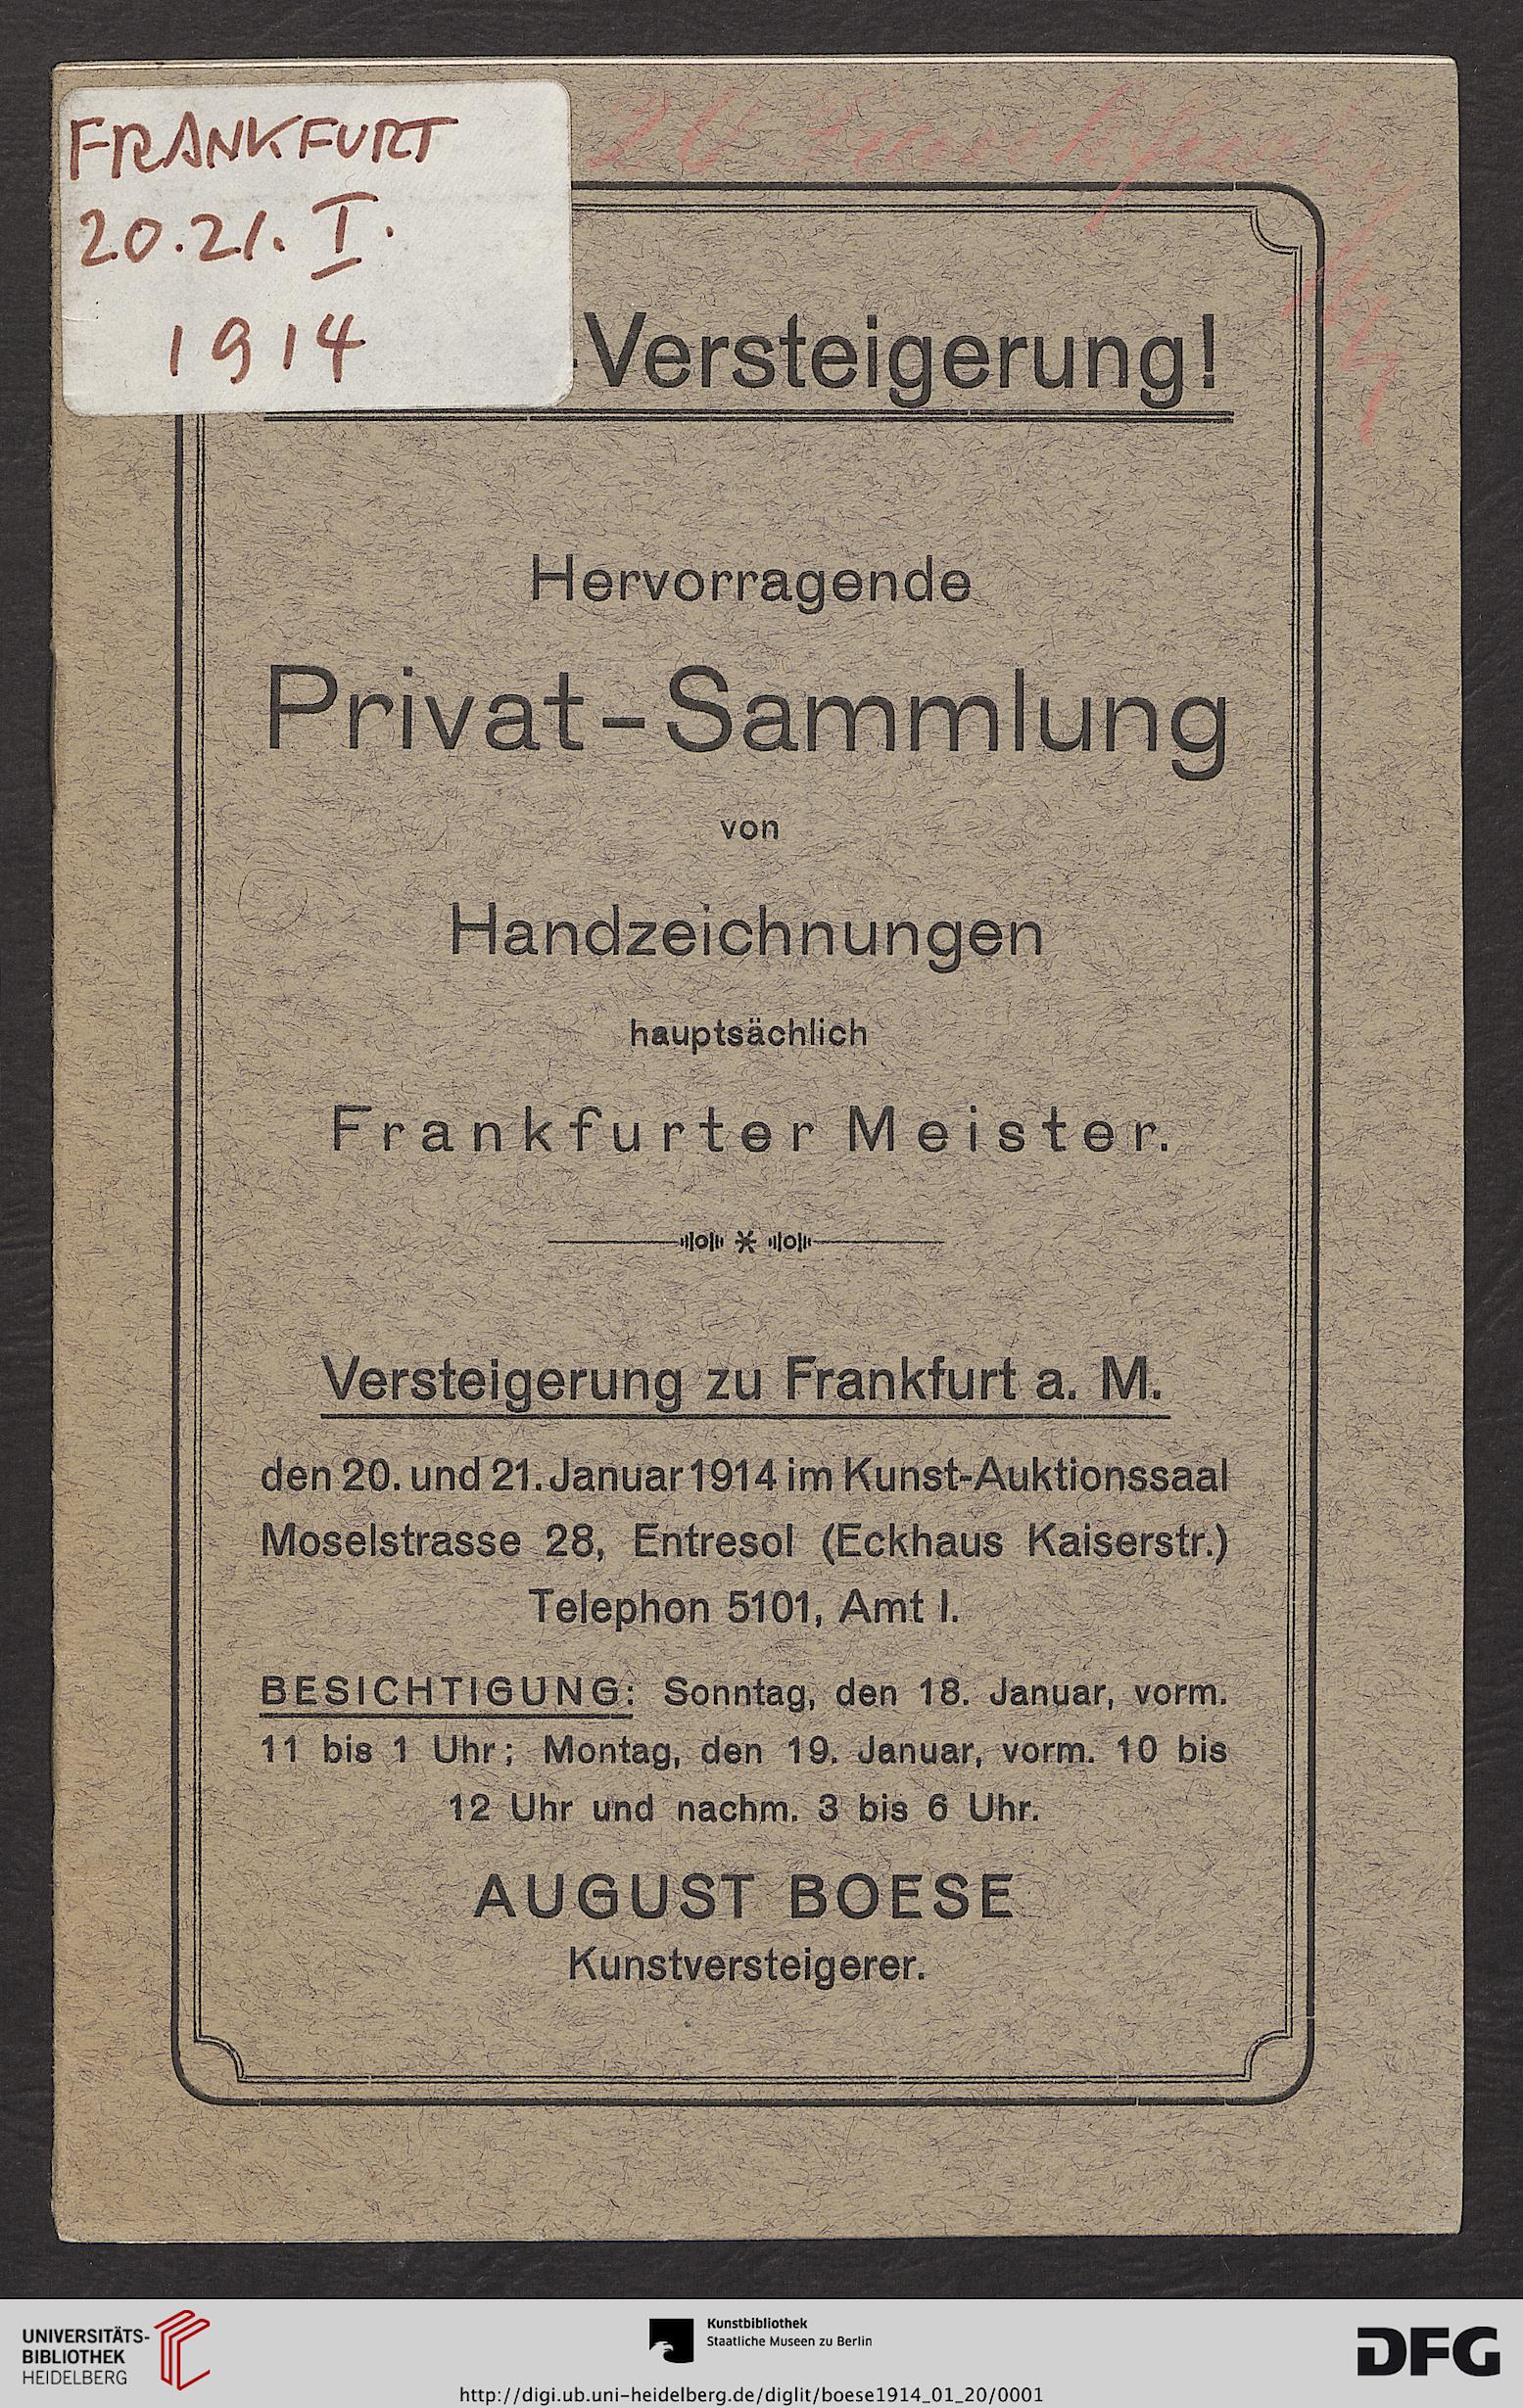 FRANKFURT
20.21. I.
1914
-Versteigerung!
Hervorragende
Privat-Sammlung
von
Handzeichnungen
hauptsächlich
Frankfurter Meister.
Versteigerung zu Frankfurt a. M.
den 20. und 21. Januar 1914 im Kunst-Auktionssaal
Moselstrasse 28, Entresol (Eckhaus Kaiserstr.)
Telephon 5101, Amt I.
BESICHTIGUNG: Sonntag, den 18. Januar, vorm.
11 bis 1 Uhr; Montag, den 19. Januar, vorm. 10 bis
12 Uhr und nachm. 3 bis 6 Uhr.
AUGUST BOESE
Kunstversteigerer.
UNIVERSITÄTS-
BIBLIOTHEK
HEIDELBERG
Kunstbibliothek
Staatliche Museen zu Berlin
DFG
http://digi.ub.uni-heidelberg.de/diglit/boese1914_01_20/0001